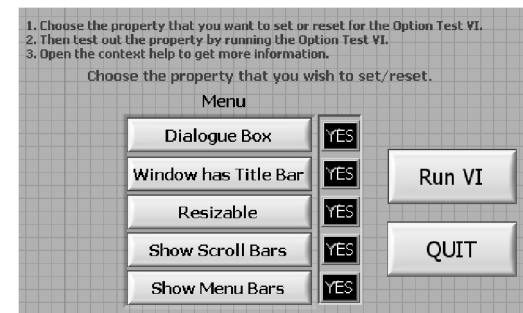 1. Choose the property that you want to set or reset for the Option Test VI.
2. Then test out the property by running the Option Test VI.
3. Open the context help to get more information.
Choose the property that you wish to set/reset.
Menu
Dialogue Box YES
Window has Title Bar YES
Resizable YES
Show Scroll Bars YES
Show Menu Bars YES
Run VI
QUIT